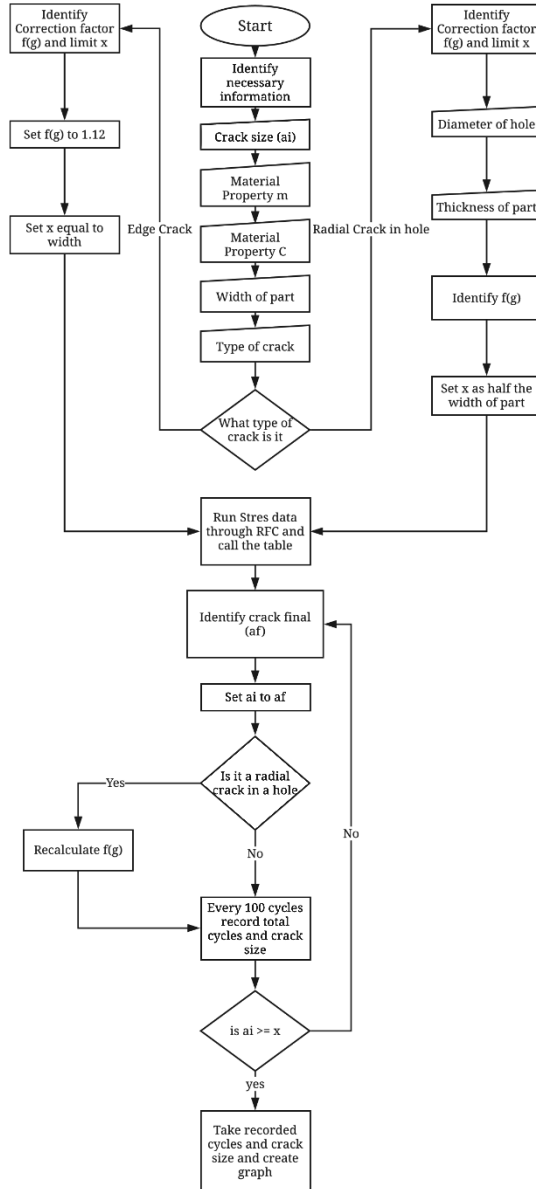 Start
Identify
necessary
information
Crack size (ai)
Material
Property m
Material
Property C
Width of part
Type of crack
What type of
crack is it
Edge Crack
Identify
Correction factor
f(g) and limit x
Set f(g) to 1.12
Set x equal to
width
Radial Crack in hole
Identify
Correction factor
f(g) and limit x
Diameter of hole
Thickness of part
Identify f(g)
Set x as half the
width of part
Run Stres data
through RFC and
call the table
Identify crack final
(af)
Set ai to af
Is it a radial
crack in a hole
Yes
Recalculate f(g)
No
Every 100 cycles
record total
cycles and crack
size
is ai >= x
No
yes
Take recorded
cycles and crack
size and create
graph